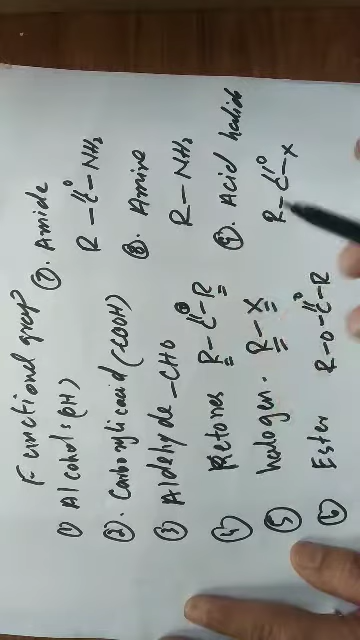 Functional group
① Alcohol : (OH)
②. Carboxylic acid (COOH)
③ Aldehyde -CHO
④ Ketones R-C-R
O
⑤ halogen. R-X
⑥ Ester R-O-C-R
O
⑦. Amide
R-C-NH₂
O
⑧. Amine
R-NH₂
⑨. Acid halide
R-C-X
O